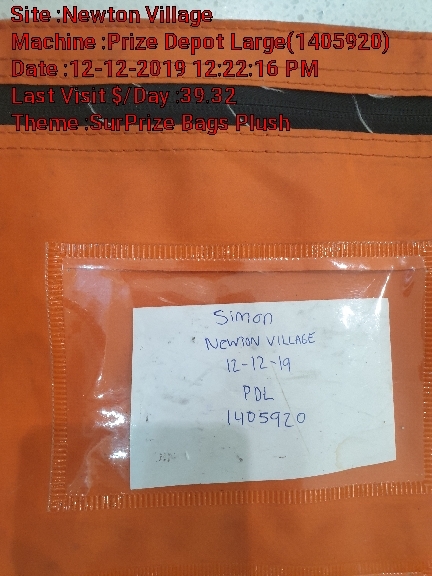 Site :Newton Village
Machine :Prize Depot Large(1405920)
Date :12-12-2019 12:22:16 PM
Last Visit $/Day :39.32
Theme :SurPrize Bags Plush
Simon
NEWTON VILLAGE
12-12-19
PDL
1405920